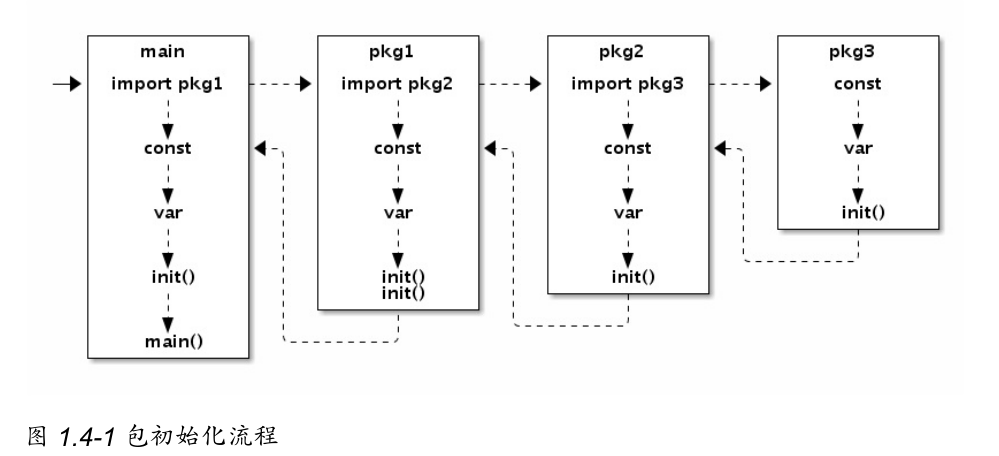 main
import pkg1
const
var
init()
main()
pkg1
import pkg2
const
var
init()
init()
pkg2
import pkg3
const
var
init()
pkg3
const
var
init()
图 1.4-1 包初始化流程